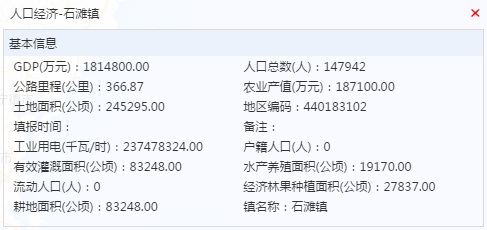 人口经济-石滩镇
基本信息
GDP(万元)：1814800.00 人口总数(人)：147942
公路里程(公里)：366.87 农业产值(万元)：187100.00
土地面积(公顷)：245295.00 地区编码：440183102
填报时间： 备注：
工业用电(千瓦/时)：237478324.00 户籍人口(人)：0
有效灌溉面积(公顷)：83248.00 水产养殖面积(公顷)：19170.00
流动人口(人)：0 经济林果种植面积(公顷)：27837.00
耕地面积(公顷)：83248.00 镇名称：石滩镇